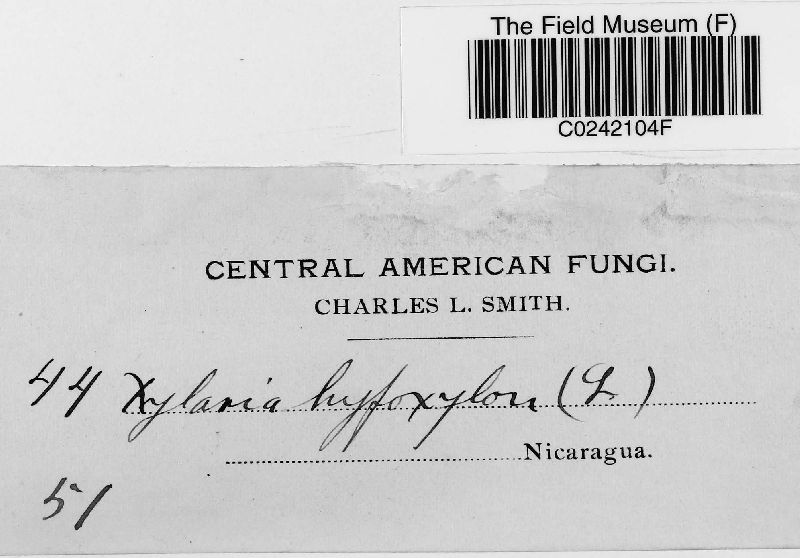 The Field Museum (F)
C0242104F
CENTRAL AMERICAN FUNGI.
CHARLES L. SMITH.
44 Xylaria hypoxylon (L)
Nicaragua.
51